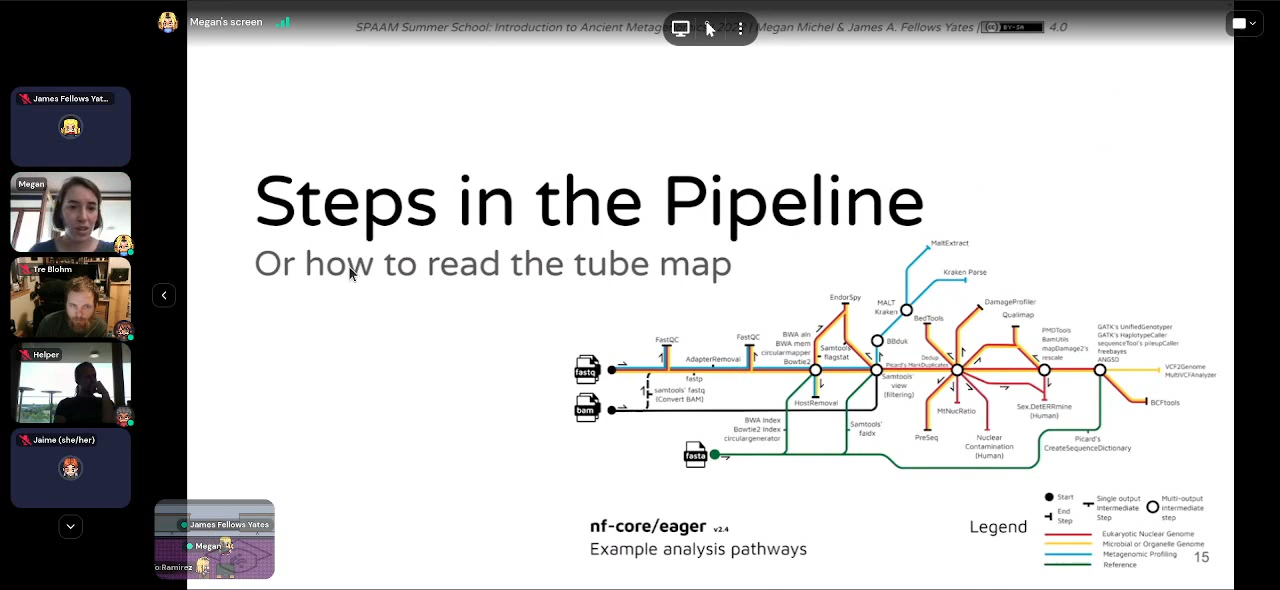 Megan's screen
SPAAM Summer School: Introduction to Ancient Metagenomics 2022 | Megan Michel & James A. Fellows Yates | CC BY-SA 4.0
James Fellows Yat...
Megan
Tre Blohm
Helper
Jaime (she/her)
James Fellows Yates
Megan
o Ramirez
Steps in the Pipeline
Or how to read the tube map
MaltExtract
Kraken Parse
MALT
Kraken
BBduk
EndorSpy
BedTools
DamageProfiler
Qualimap
FastQC
FastQC
AdapterRemoval
fastp
samtools' fastq
(Convert BAM)
BWA aln
BWA mem
circularmapper
Bowtie2
Samtools'
flagstat
HostRemoval
Dedup
Picard's MarkDuplicates
Samtools'
view
(filtering)
PMDTools
BamUtils
mapDamage2's
rescale
GATK's UnifiedGenotyper
GATK's HaplotypeCaller
sequenceTool's pileupCaller
freebayes
ANGSD
VCF2Genome
MultiVCFAnalyzer
BCFtools
MtNucRatio
Sex.DetERRmine
(Human)
PreSeq
Nuclear
Contamination
(Human)
Picard's
CreateSequenceDictionary
BWA Index
Bowtie2 Index
circulargenerator
Samtools'
faidx
fastq
bam
fasta
nf-core/eager v2.4
Example analysis pathways
Legend
Start
End
Step
Single output
Intermediate
Step
Multi-output
intermediate
step
Eukaryotic Nuclear Genome
Microbial or Organelle Genome
Metagenomic Profiling
Reference
15